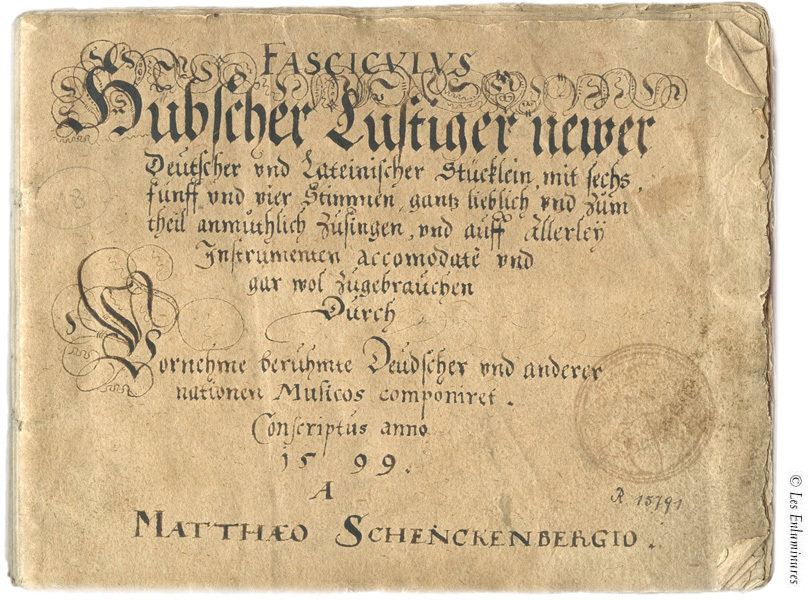 FASCICVLVS
Hubscher Lustiger newer
Deutscher vnd Lateinischer Stücklein, mit sechs,
funff vnd vier Stimmen, gantz lieblich vnd zum
theil anmuthlich zusingen, vnd auff Allerley
Instrumenten accomodatè vnd
gar wol zugebrauchen
Durch
Vornehme berühmte Deudscher vnd anderer
nationen Musicos componiret.
Conscriptus anno
1599.
A
MATTHÆO SCHENCKENBERGIO.
18
R 15791
© Les Enluminures